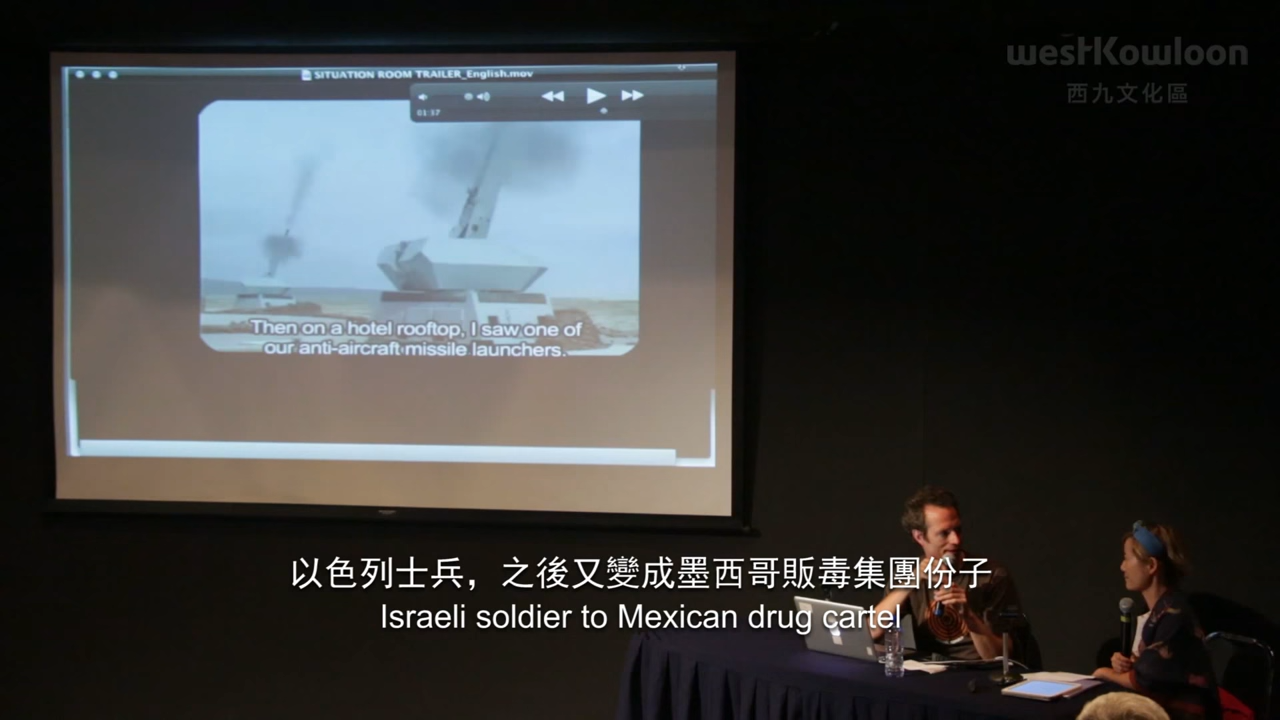 westKowloon
西九文化區
SITUATION ROOM TRAILER_English.mov
01:37
Then on a hotel rooftop, I saw one of
our anti-aircraft missile launchers.
以色列士兵，之後又變成墨西哥販毒集團份子
Israeli soldier to Mexican drug cartel